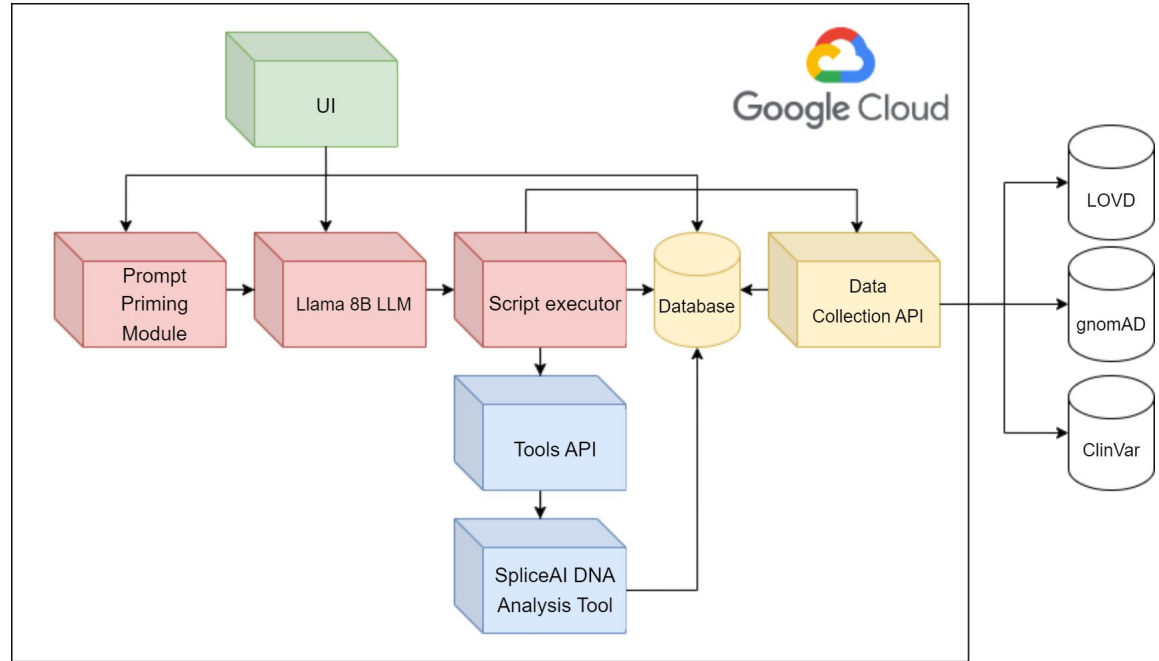 UI
Google Cloud
Prompt
Priming
Module
Llama 8B LLM
Script executor
Database
Data
Collection API
LOVD
gnomAD
ClinVar
Tools API
SpliceAI DNA
Analysis Tool